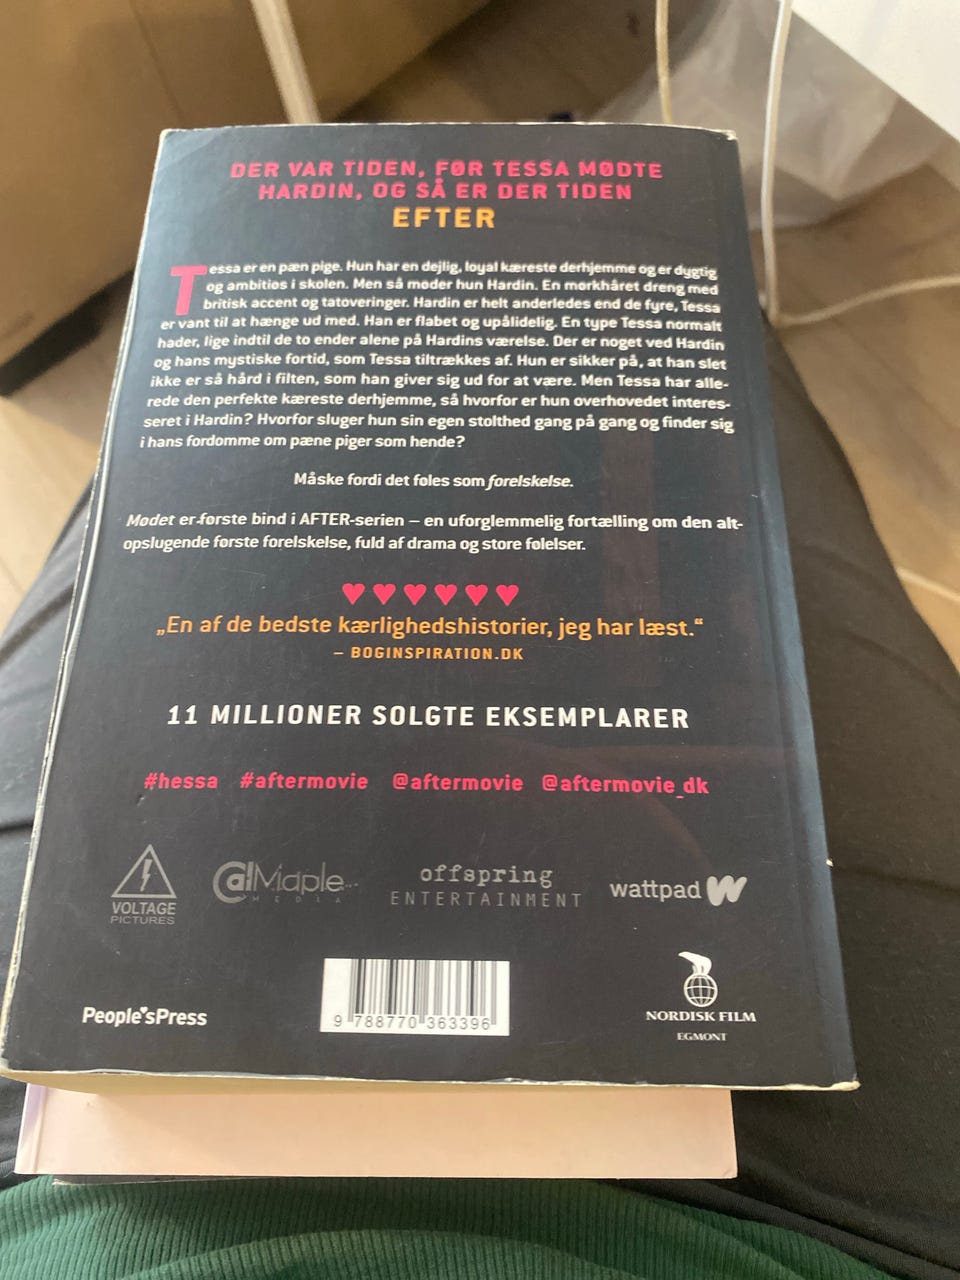 DER VAR TIDEN, FØR TESSA MØDTE
HARDIN, OG SÅ ER DER TIDEN
EFTER
Tessa er en pæn pige. Hun har en dejlig, loyal kæreste derhjemme og er dygtig
og ambitiøs i skolen. Men så møder hun Hardin. En mørkhåret dreng med
britisk accent og tatoveringer. Hardin er helt anderledes end de fyre, Tessa
er vant til at hænge ud med. Han er flabet og upålidelig. En type Tessa normalt
hader, lige indtil de to ender alene på Hardins værelse. Der er noget ved Hardin
og hans mystiske fortid, som Tessa tiltrækkes af. Hun er sikker på, at han slet
ikke er så hård i filten, som han giver sig ud for at være. Men Tessa har alle-
rede den perfekte kæreste derhjemme, så hvorfor er hun overhovedet interes-
seret i Hardin? Hvorfor sluger hun sin egen stolthed gang på gang og finder sig
i hans fordomme om pæne piger som hende?
Måske fordi det føles som forelskelse.
Mødet er første bind i AFTER-serien – en uforglemmelig fortælling om den alt-
opslugende første forelskelse, fuld af drama og store følelser.
♥♥♥♥♥♥
„En af de bedste kærlighedshistorier, jeg har læst.“
– BOGINSPIRATION.DK
11 MILLIONER SOLGTE EKSEMPLARER
#hessa #aftermovie @aftermovie @aftermovie_dk
VOLTAGE
PICTURES
CalMaple
MEDIA
offspring
ENTERTAINMENT
wattpad
People'sPress
9 788770 363396
NORDISK FILM
EGMONT